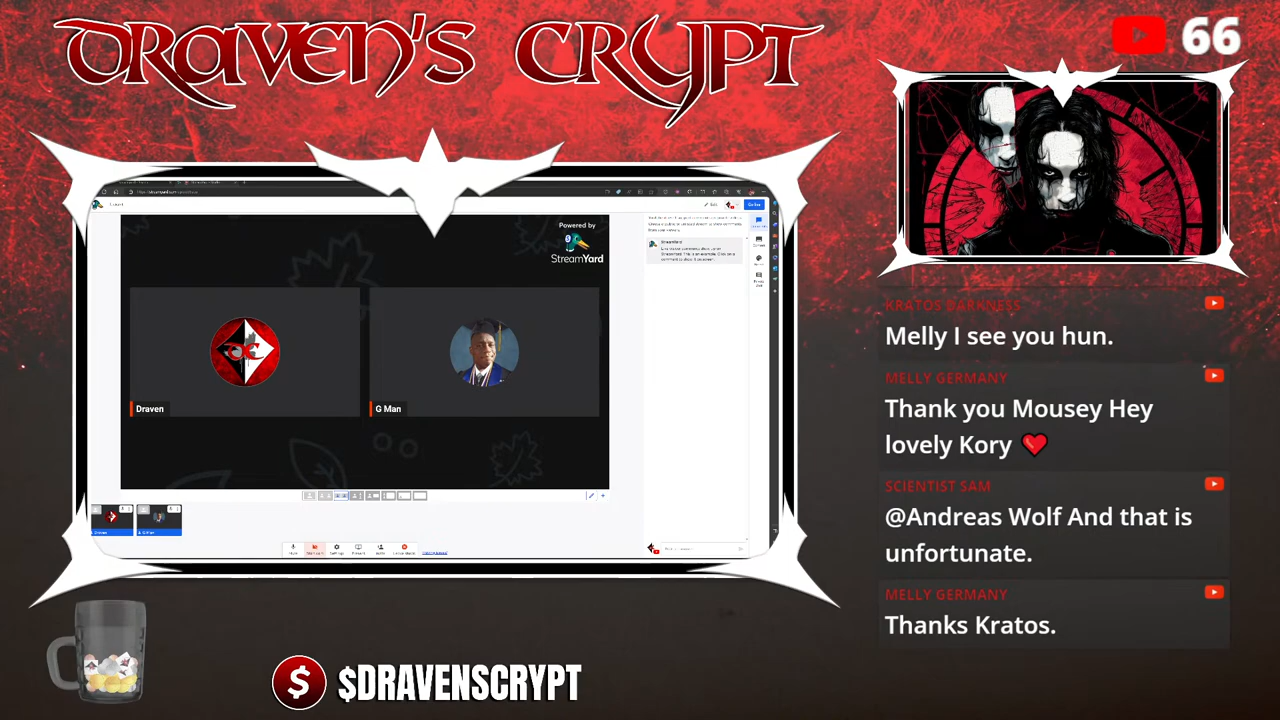 DRAVEN'S CRYPT
66
Powered by
StreamYard
Draven
G Man
KRATOS DARKNESS
Melly I see you hun.
MELLY GERMANY
Thank you Mousey Hey
lovely Kory ❤️
SCIENTIST SAM
@Andreas Wolf And that is
unfortunate.
MELLY GERMANY
Thanks Kratos.
$ $DRAVENSCRYPT